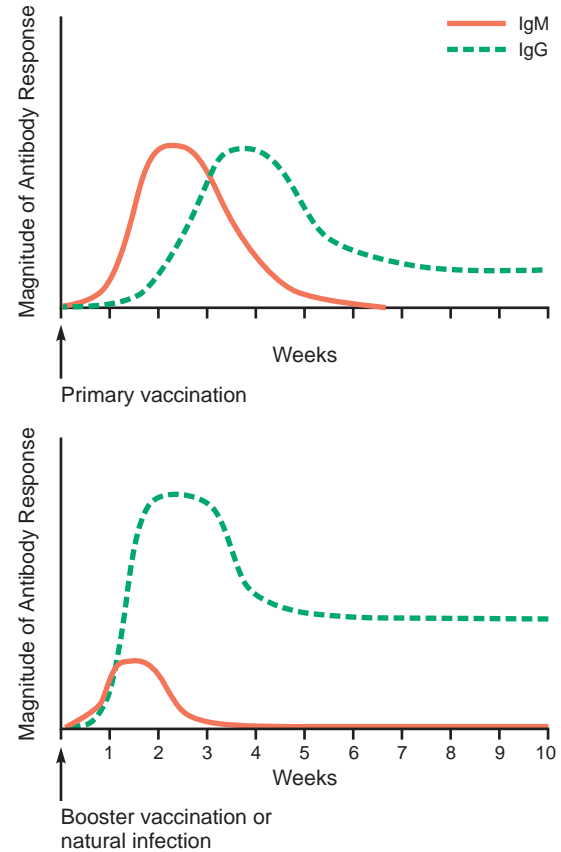 IgM
IgG
Magnitude of Antibody Response
Weeks
Primary vaccination
Magnitude of Antibody Response
1 2 3 4 5 6 7 8 9 10
Weeks
Booster vaccination or
natural infection